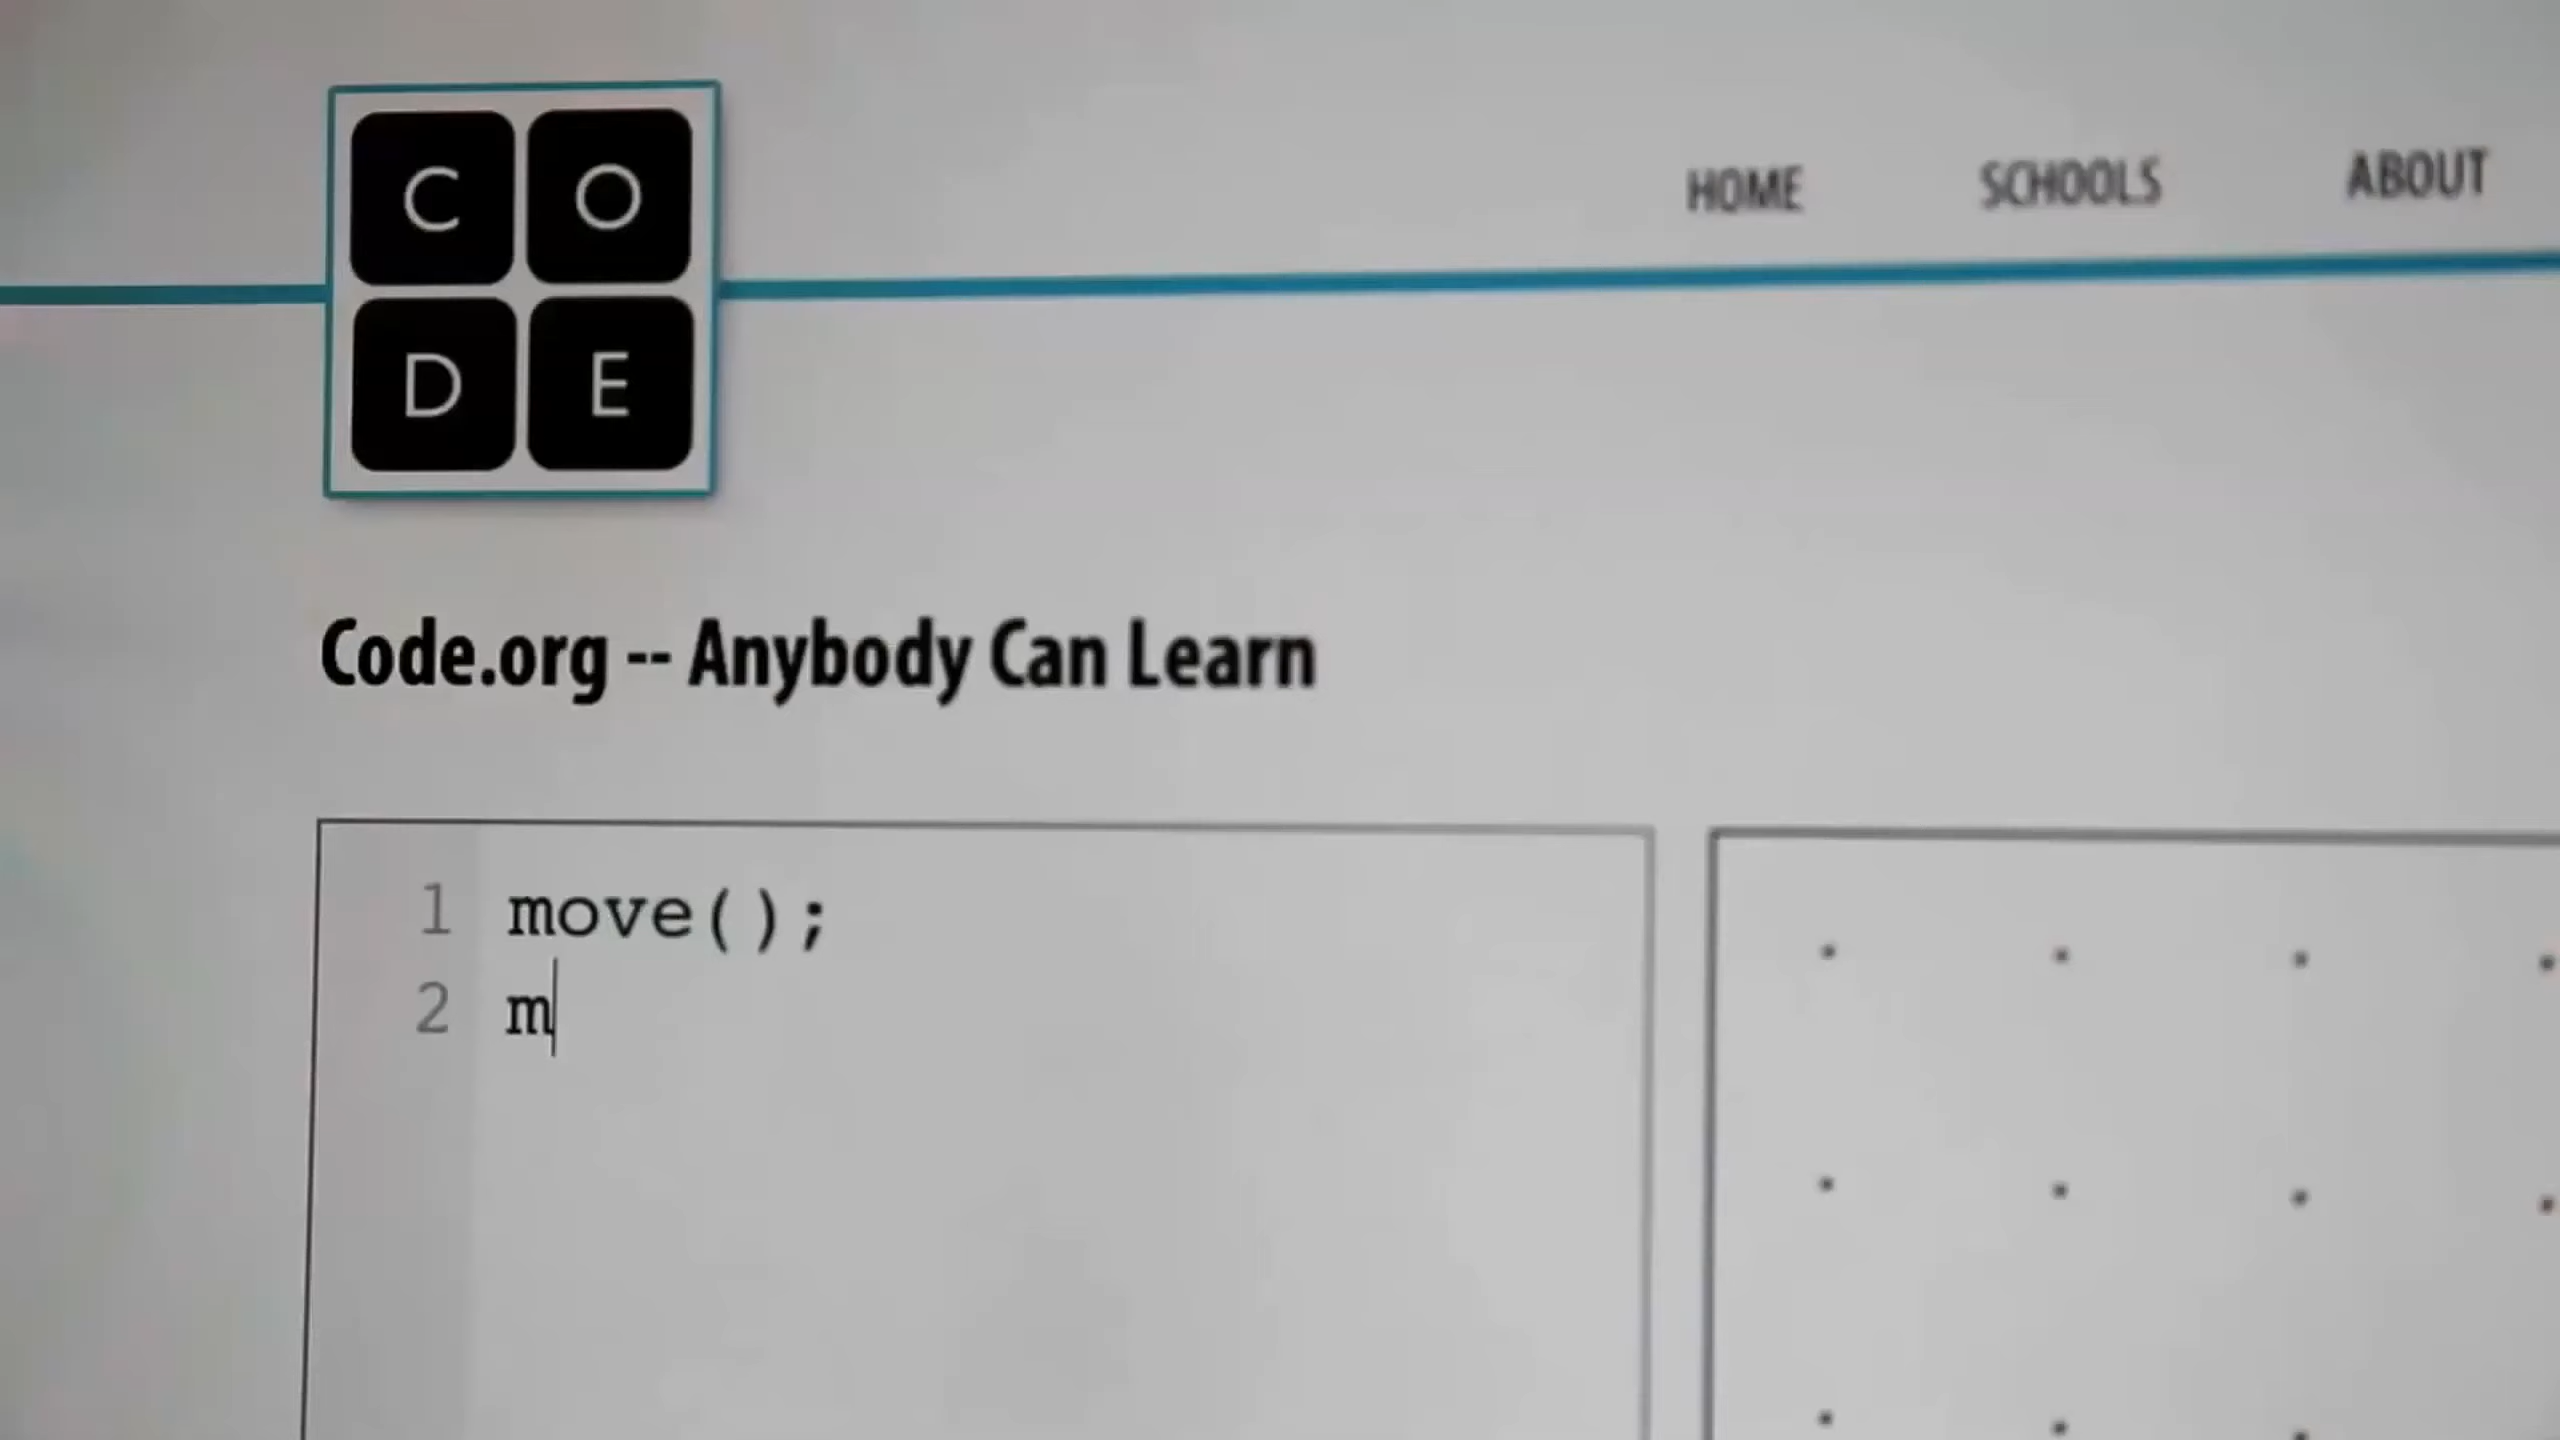 C O
D E
HOME SCHOOLS ABOUT
Code.org -- Anybody Can Learn
1 move();
2 m